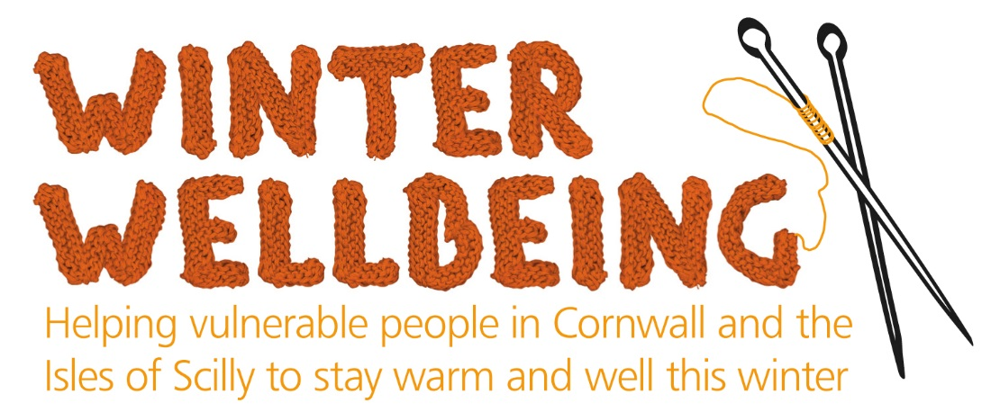 WINTER
WELLBEING
Helping vulnerable people in Cornwall and the
Isles of Scilly to stay warm and well this winter